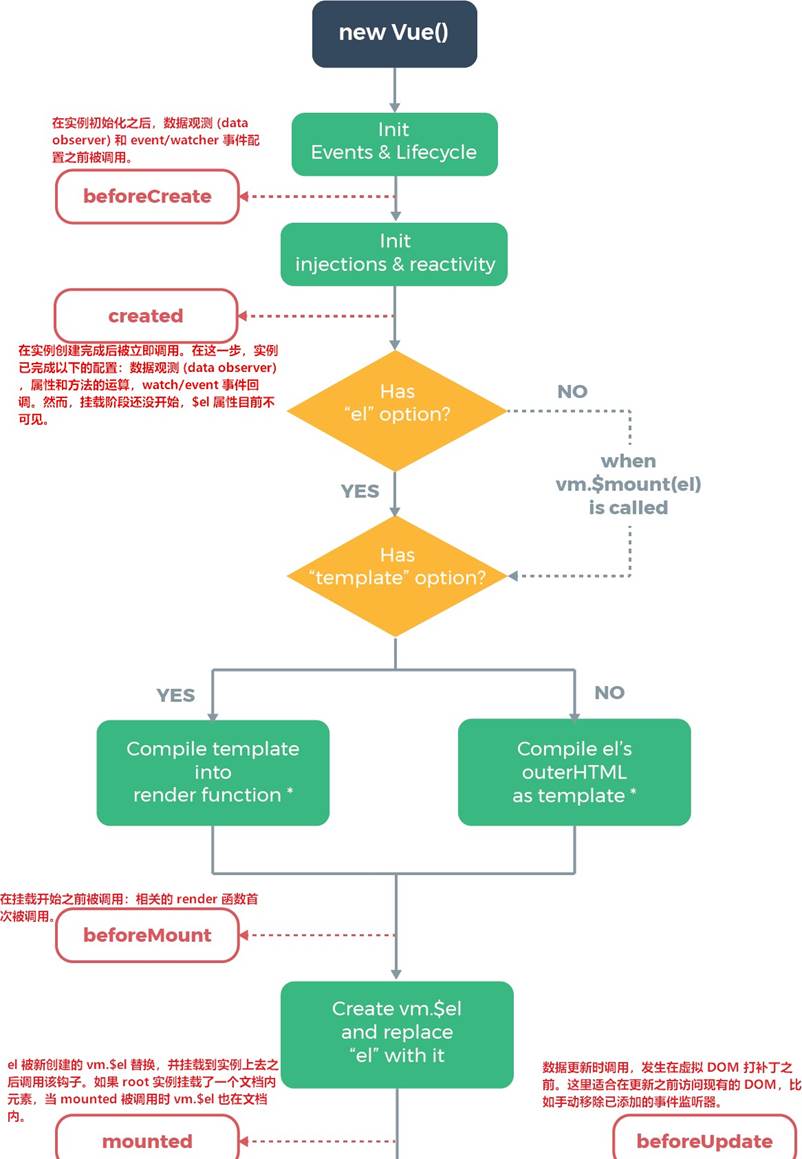 new Vue()
Init
Events & Lifecycle
在实例初始化之后，数据观测 (data
observer) 和 event/watcher 事件配
置之前被调用。
beforeCreate
Init
injections & reactivity
created
在实例创建完成后被立即调用。在这一步，实例
已完成以下的配置：数据观测 (data observer)
，属性和方法的运算，watch/event 事件回
调。然而，挂载阶段还没开始，$el 属性目前不
可见。
Has
“el” option?
NO
when
vm.$mount(el)
is called
YES
Has
“template” option?
YES
NO
Compile template
into
render function *
Compile el’s
outerHTML
as template *
在挂载开始之前被调用：相关的 render 函数首
次被调用。
beforeMount
Create vm.$el
and replace
“el” with it
el 被新创建的 vm.$el 替换，并挂载到实例上去之
后调用该钩子。如果 root 实例挂载了一个文档内
元素，当 mounted 被调用时 vm.$el 也在文档
内。
mounted
数据更新时调用，发生在虚拟 DOM 打补丁之
前。这里适合在更新之前访问现有的 DOM，比
如手动移除已添加的事件监听器。
beforeUpdate